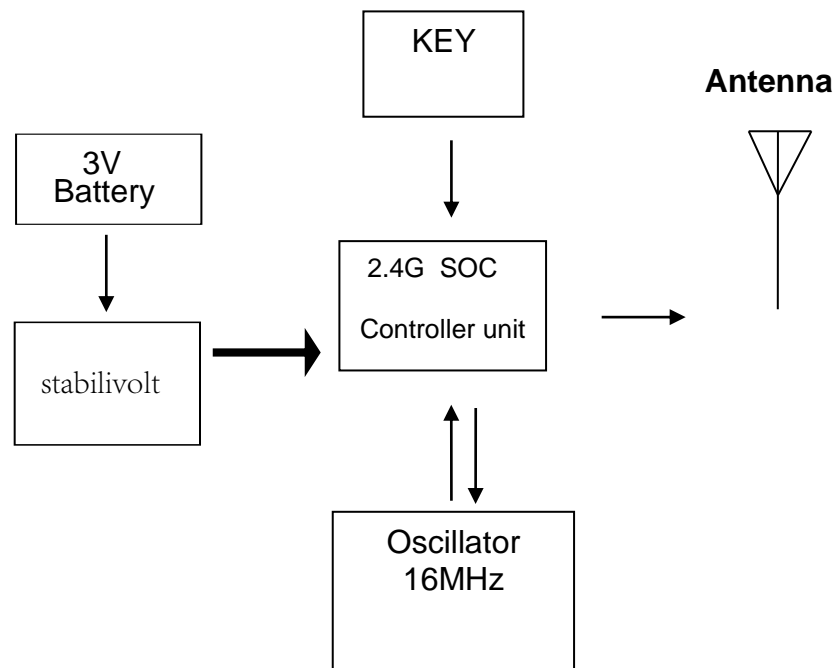 KEY
Antenna
3V
Battery
2.4G SOC
Controller unit
stabilivolt
Oscillator
16MHz